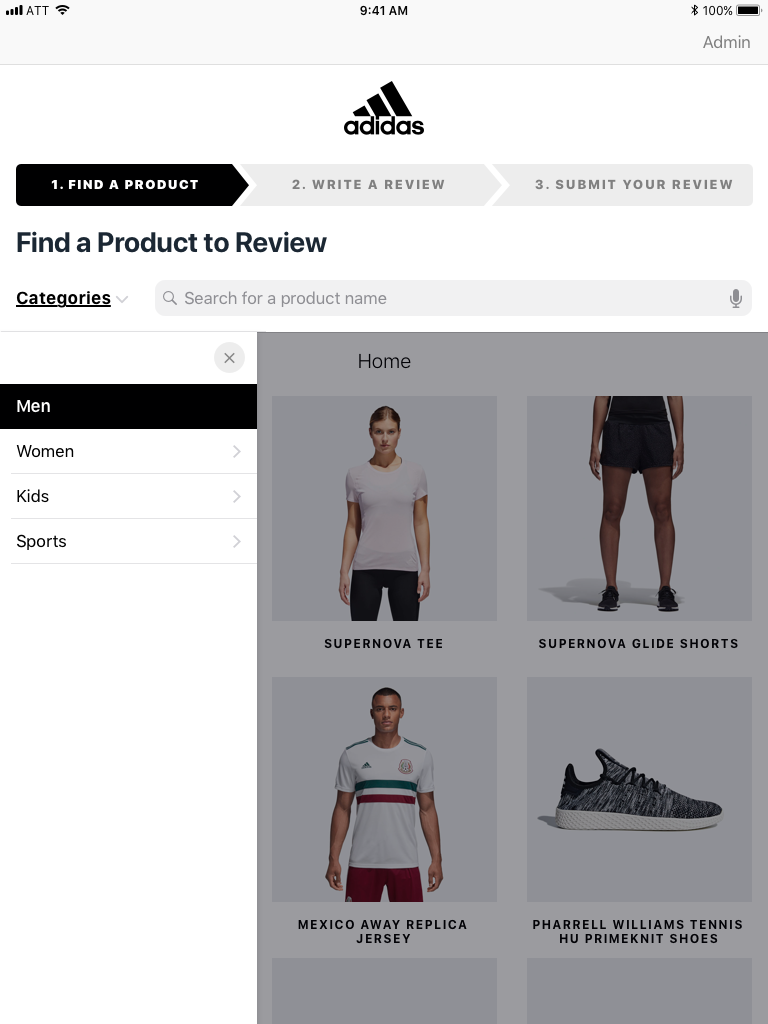 ATT
9:41 AM
100%
Admin
adidas
1. FIND A PRODUCT
2. WRITE A REVIEW
3. SUBMIT YOUR REVIEW
Find a Product to Review
Categories
Search for a product name
Home
Men
Women
Kids
Sports
SUPERNOVA TEE
SUPERNOVA GLIDE SHORTS
MEXICO AWAY REPLICA
JERSEY
PHARRELL WILLIAMS TENNIS
HU PRIMEKNIT SHOES